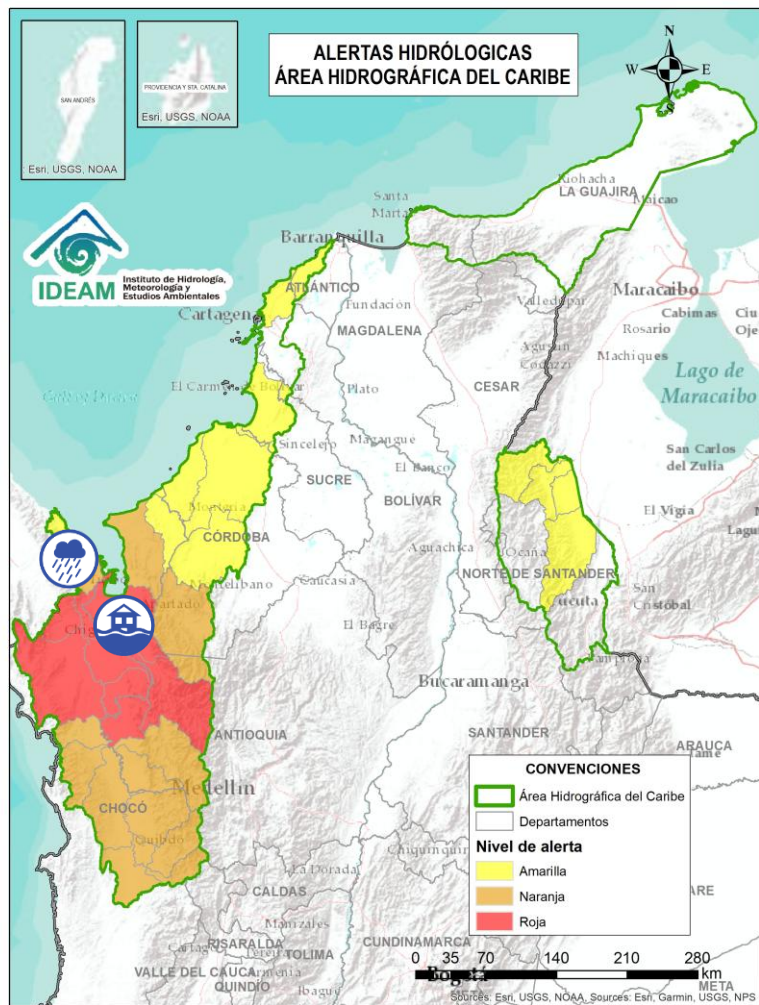 ALERTAS HIDRÓLOGICAS
ÁREA HIDROGRÁFICA DEL CARIBE
N
W
E
S
SAN ANDRÉS
: Esri, USGS, NOAA
PROVIDENCIA Y STA. CATALINA
Esri, USGS, NOAA
IDEAM
Instituto de Hidrología,
Meteorología y
Estudios Ambientales
Riohacha
LA GUAJIRA
Maicao
Santa
Marta
Barranquilla
ATLÁNTICO
Cartagena
Fundación
MAGDALENA
Valledupar
Maracaibo
Cabimas
Ciu
Rosario
Oje
Machiques
Agustín
Codazzi
CESAR
Lago de
Maracaibo
El Carmen de Bolívar
Plato
Sincelejo
Magangue
SUCRE
El Banco
BOLÍVAR
San Carlos
del Zulia
El Vigía
Montería
CÓRDOBA
Aguachica
Ocaña
NORTE DE SANTANDER
Caucasia
San
Cristóbal
El Bagre
Bucaramanga
ANTIOQUIA
SANTANDER
ARAUCA
Medellín
CHOCÓ
Quibdó
La Dorada
CALDAS
Manizales
RISARALDA
TOLIMA
CUNDINAMARCA
VALLE DEL CAUCA
QUINDÍO
Armenia
Ibagué
Bogotá
META
CONVENCIONES
Área Hidrográfica del Caribe
Departamentos
Nivel de alerta
Amarilla
Naranja
Roja
0 35 70 140 210 280
km
Sources: Esri, USGS, NOAA, Sources: Esri, Garmin, USGS, NPS